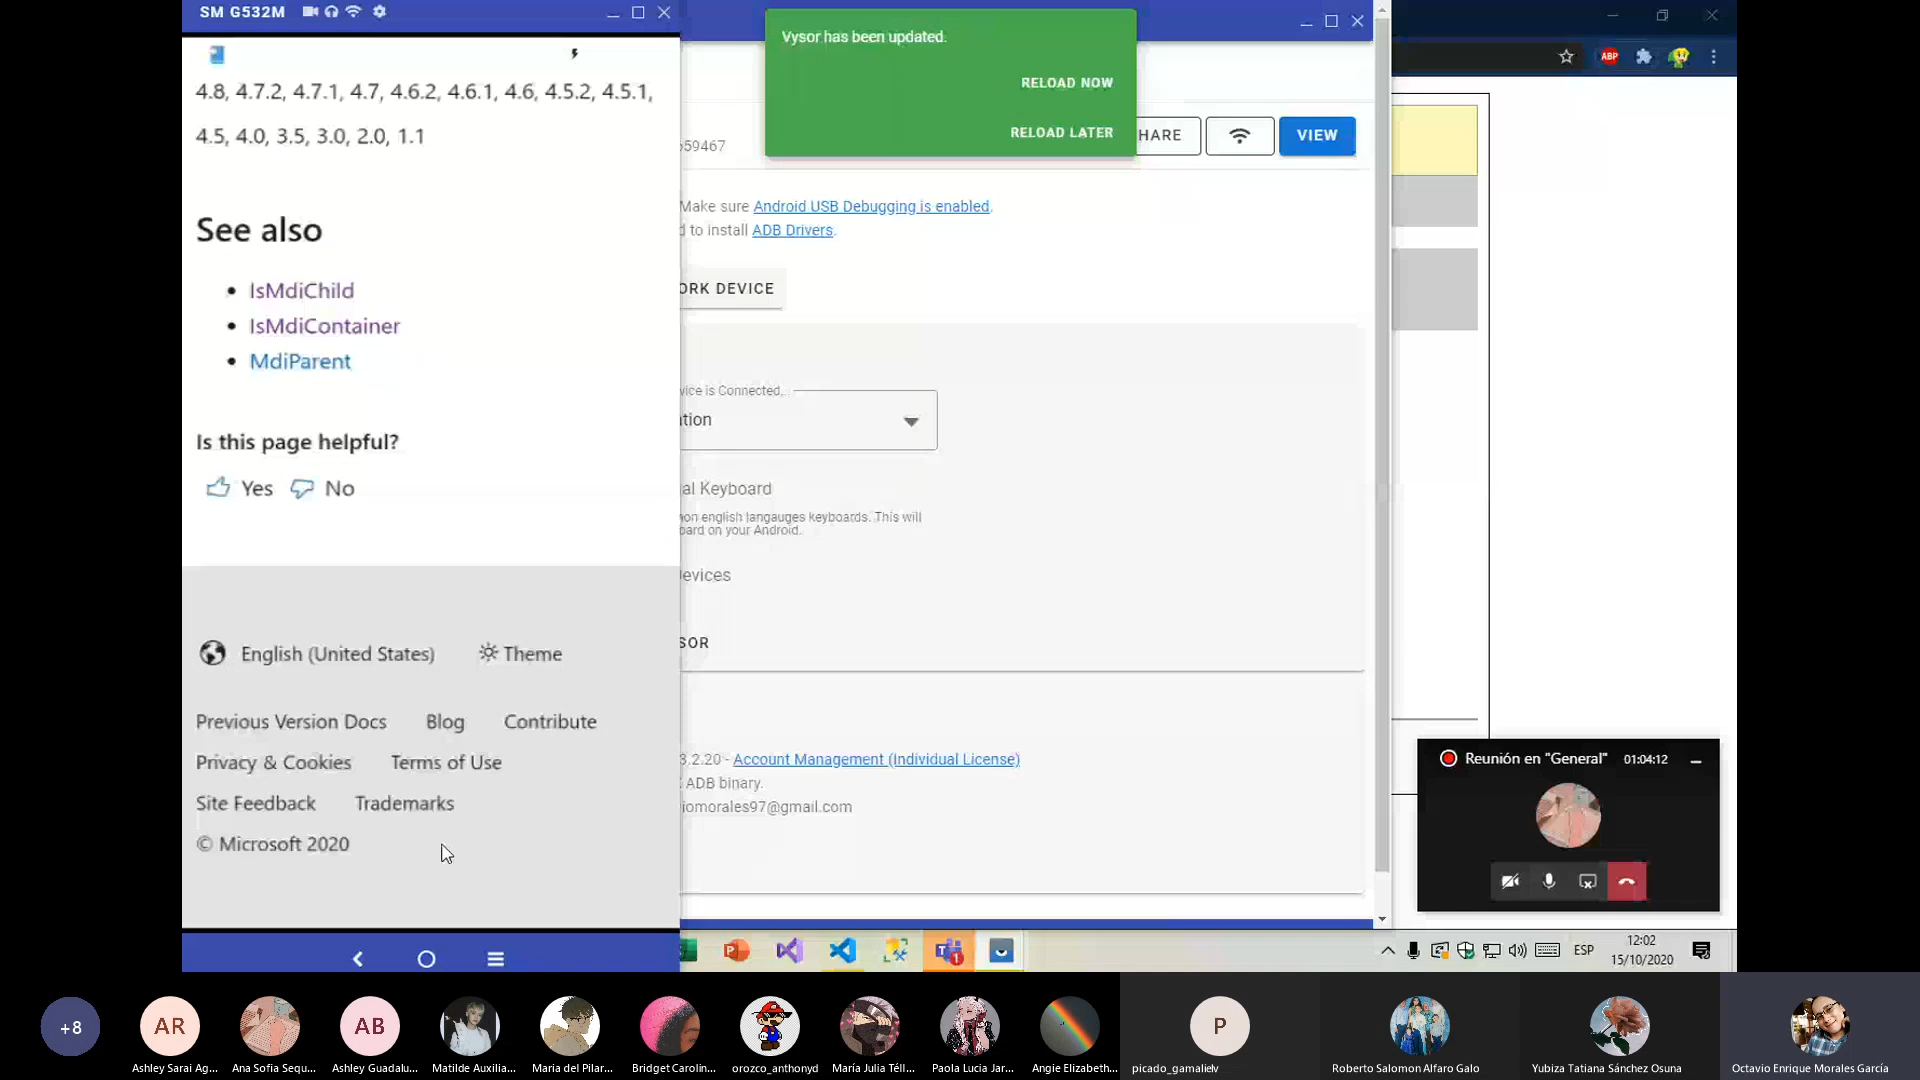 SM G532M
4.8, 4.7.2, 4.7.1, 4.7, 4.6.2, 4.6.1, 4.6, 4.5.2, 4.5.1,
4.5, 4.0, 3.5, 3.0, 2.0, 1.1
See also
IsMdiChild
IsMdiContainer
MdiParent
Is this page helpful?
Yes No
English (United States) Theme
Previous Version Docs Blog Contribute
Privacy & Cookies Terms of Use
Site Feedback Trademarks
© Microsoft 2020
Vysor has been updated.
RELOAD NOW
RELOAD LATER
HARE
VIEW
659467
Make sure Android USB Debugging is enabled.
d to install ADB Drivers.
ORK DEVICE
vice is Connected...
ation
al Keyboard
on english langauges keyboards. This will
oard on your Android.
Devices
SOR
3.2.20 - Account Management (Individual License)
ADB binary.
iomorales97@gmail.com
ABP
Reunión en "General" 01:04:12
1
ESP
12:02
15/10/2020
+8
AR
AB
P
Ashley Sarai Ag...
Ana Sofia Sequ...
Ashley Guadalu...
Matilde Auxilia...
Maria del Pilar...
Bridget Carolin...
orozco_anthonyd
María Julia Téll...
Paola Lucia Jar...
Angie Elizabeth...
picado_gamalielv
Roberto Salomon Alfaro Galo
Yubiza Tatiana Sánchez Osuna
Octavio Enrique Morales García